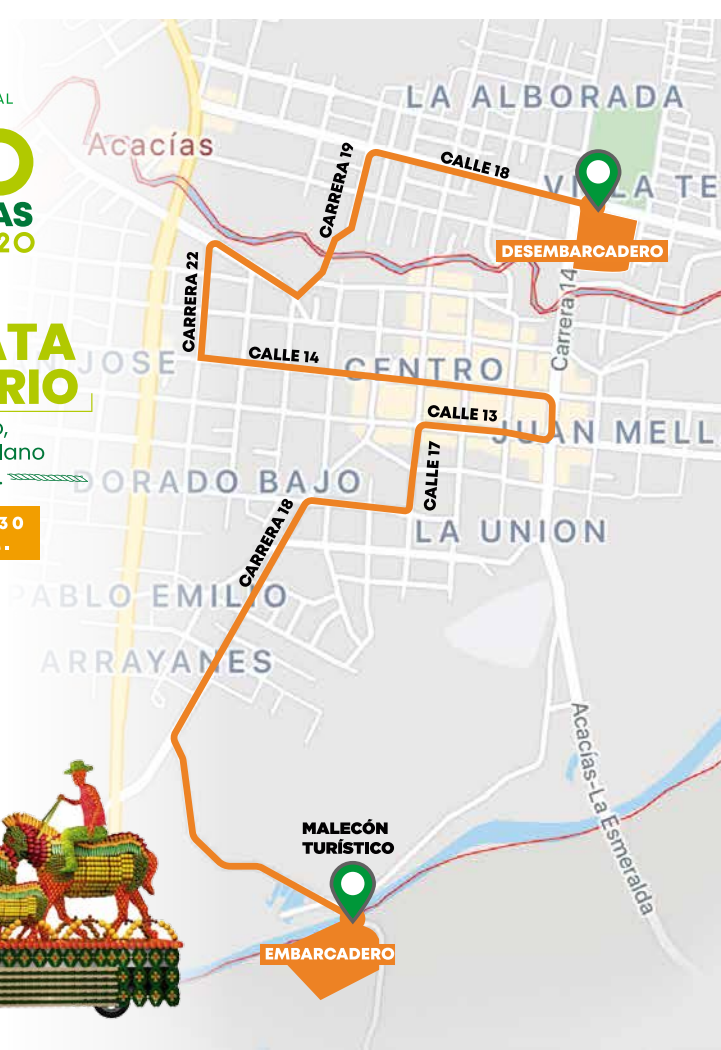 AL
O
AS
20
Acacías
LA ALBORADA
CARRERA 19
CALLE 18
VILLA TE
DESEMBARCADERO
CARRERA 22
Carrera 14
ATA
RIO
N JOSE
CALLE 14
CENTRO
CALLE 13
JUAN MELL
o,
llano
.
DORADO BAJO
CALLE 17
30
..
CARRERA 18
LA UNION
PABLO EMILIO
ARRAYANES
Acacías-La Esmeralda
MALECÓN
TURÍSTICO
EMBARCADERO